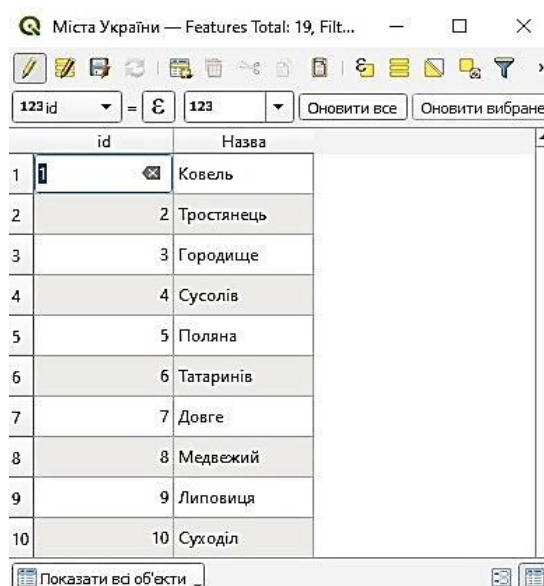 Міста України — Features Total: 19, Filt...
123 id = ε 123 Оновити все Оновити вибране
id Назва
1 1 Ковель
2 2 Тростянець
3 3 Городище
4 4 Сусолів
5 5 Поляна
6 6 Татаринів
7 7 Довге
8 8 Медвежий
9 9 Липовиця
10 10 Суходіл
Показати всі об'єкти